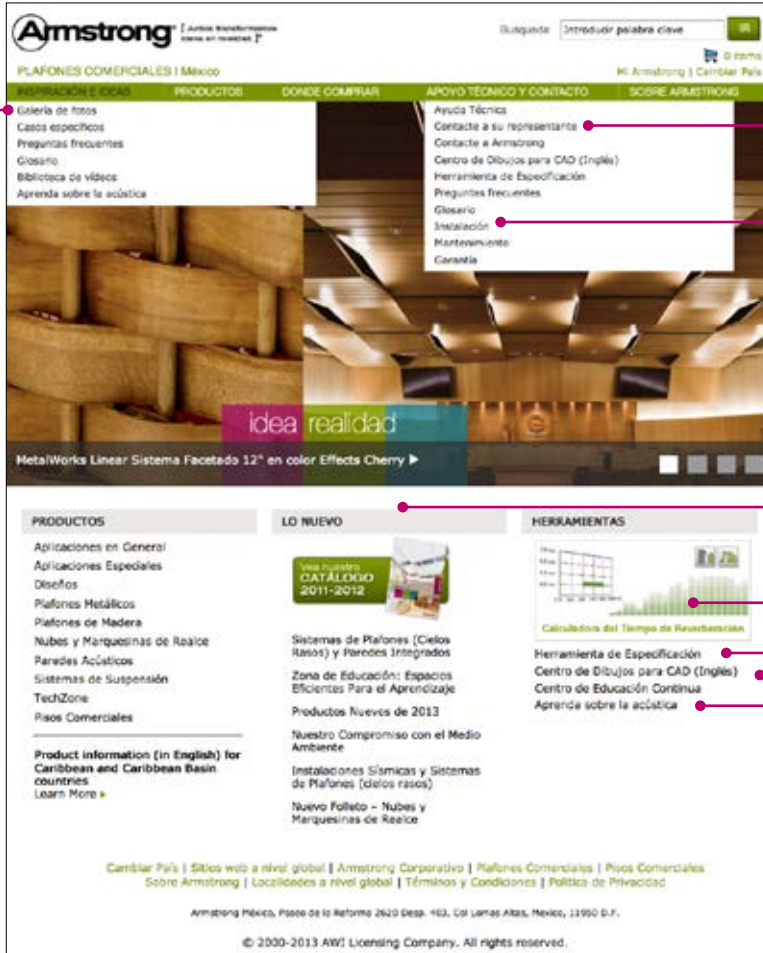 Armstrong [ Juntos transformamos
ideas en realidad ]
Busqueda Introducir palabra clave IR
0 items
PLAFONES COMERCIALES | México
Mi Armstrong | Cambiar País
INSPIRACIÓN E IDEAS PRODUCTOS DONDE COMPRAR APOYO TÉCNICO Y CONTACTO SOBRE ARMSTRONG
Galería de fotos
Casos específicos
Preguntas frecuentes
Glosario
Biblioteca de vídeos
Aprenda sobre la acústica
Ayuda Técnica
Contacte a su representante
Contacte a Armstrong
Centro de Dibujos para CAD (Inglés)
Herramienta de Especificación
Preguntas frecuentes
Glosario
Instalación
Mantenimiento
Garantía
idea realidad
MetalWorks Linear Sistema Facetado 12" en color Effects Cherry
PRODUCTOS
Aplicaciones en General
Aplicaciones Especiales
Diseños
Plafones Metálicos
Plafones de Madera
Nubes y Marquesinas de Realce
Paredes Acústicos
Sistemas de Suspensión
TechZone
Pisos Comerciales
Product information (in English) for
Caribbean and Caribbean Basin
countries
Learn More
LO NUEVO
Vea nuestro
CATÁLOGO
2011-2012
Sistemas de Plafones (Cielos
Rasos) y Paredes Integrados
Zona de Educación: Espacios
Eficientes Para el Aprendizaje
Productos Nuevos de 2013
Nuestro Compromiso con el Medio
Ambiente
Instalaciones Sísmicas y Sistemas
de Plafones (cielos rasos)
Nuevo Folleto – Nubes y
Marquesinas de Realce
HERRAMIENTAS
Calculadora del Tiempo de Reverberación
Herramienta de Especificación
Centro de Dibujos para CAD (Inglés)
Centro de Educación Continua
Aprenda sobre la acústica
Cambiar País | Sitios web a nivel global | Armstrong Corporativo | Plafones Comerciales | Pisos Comerciales
Sobre Armstrong | Localidades a nivel global | Términos y Condiciones | Política de Privacidad
Armstrong México, Paseo de la Reforma 2620 Desp. 403, Col Lomas Altas, Mexico, 11950 D.F.
© 2000-2013 AWI Licensing Company. All rights reserved.